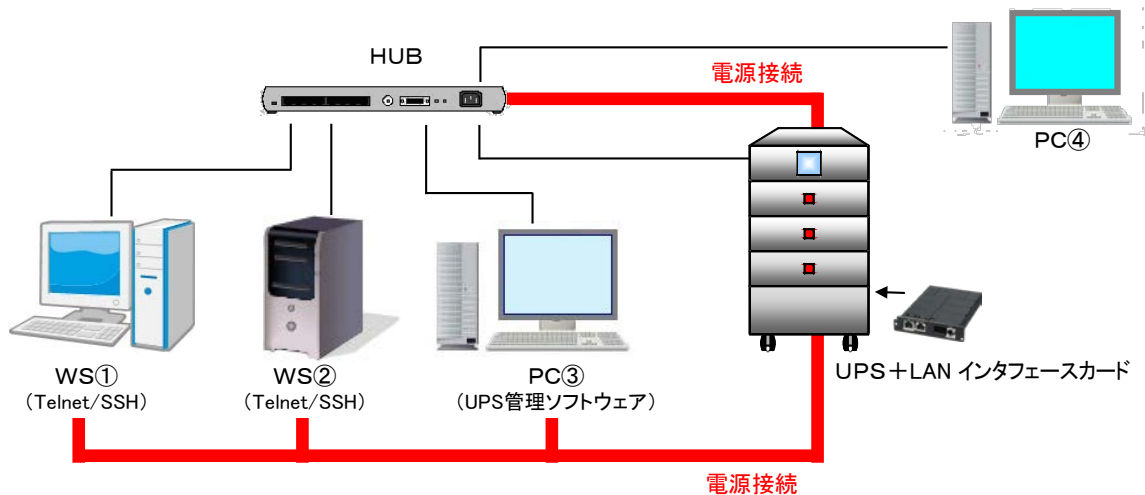 HUB
電源接続
PC④
WS①
(Telnet/SSH)
WS②
(Telnet/SSH)
PC③
(UPS管理ソフトウェア)
UPS+LAN インタフェースカード
電源接続